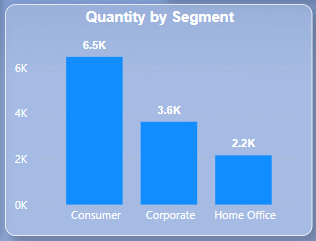 Quantity by Segment
6.5K
6K
3.6K
4K
2.2K
2K
0K
Consumer Corporate Home Office